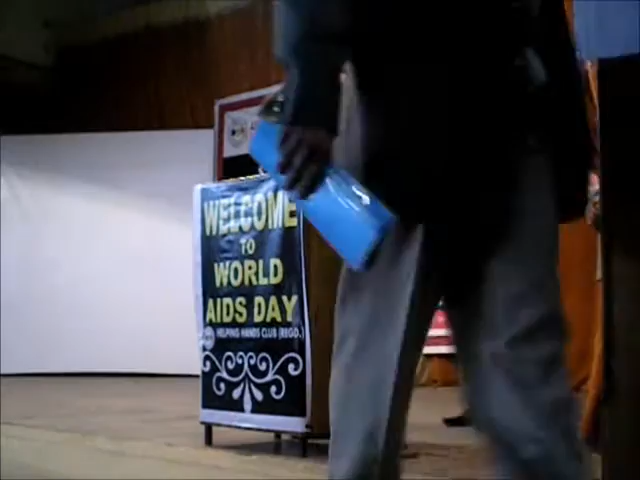 WELCOME
TO
WORLD
AIDS DAY
HELPING HANDS CLUB (REGD.)